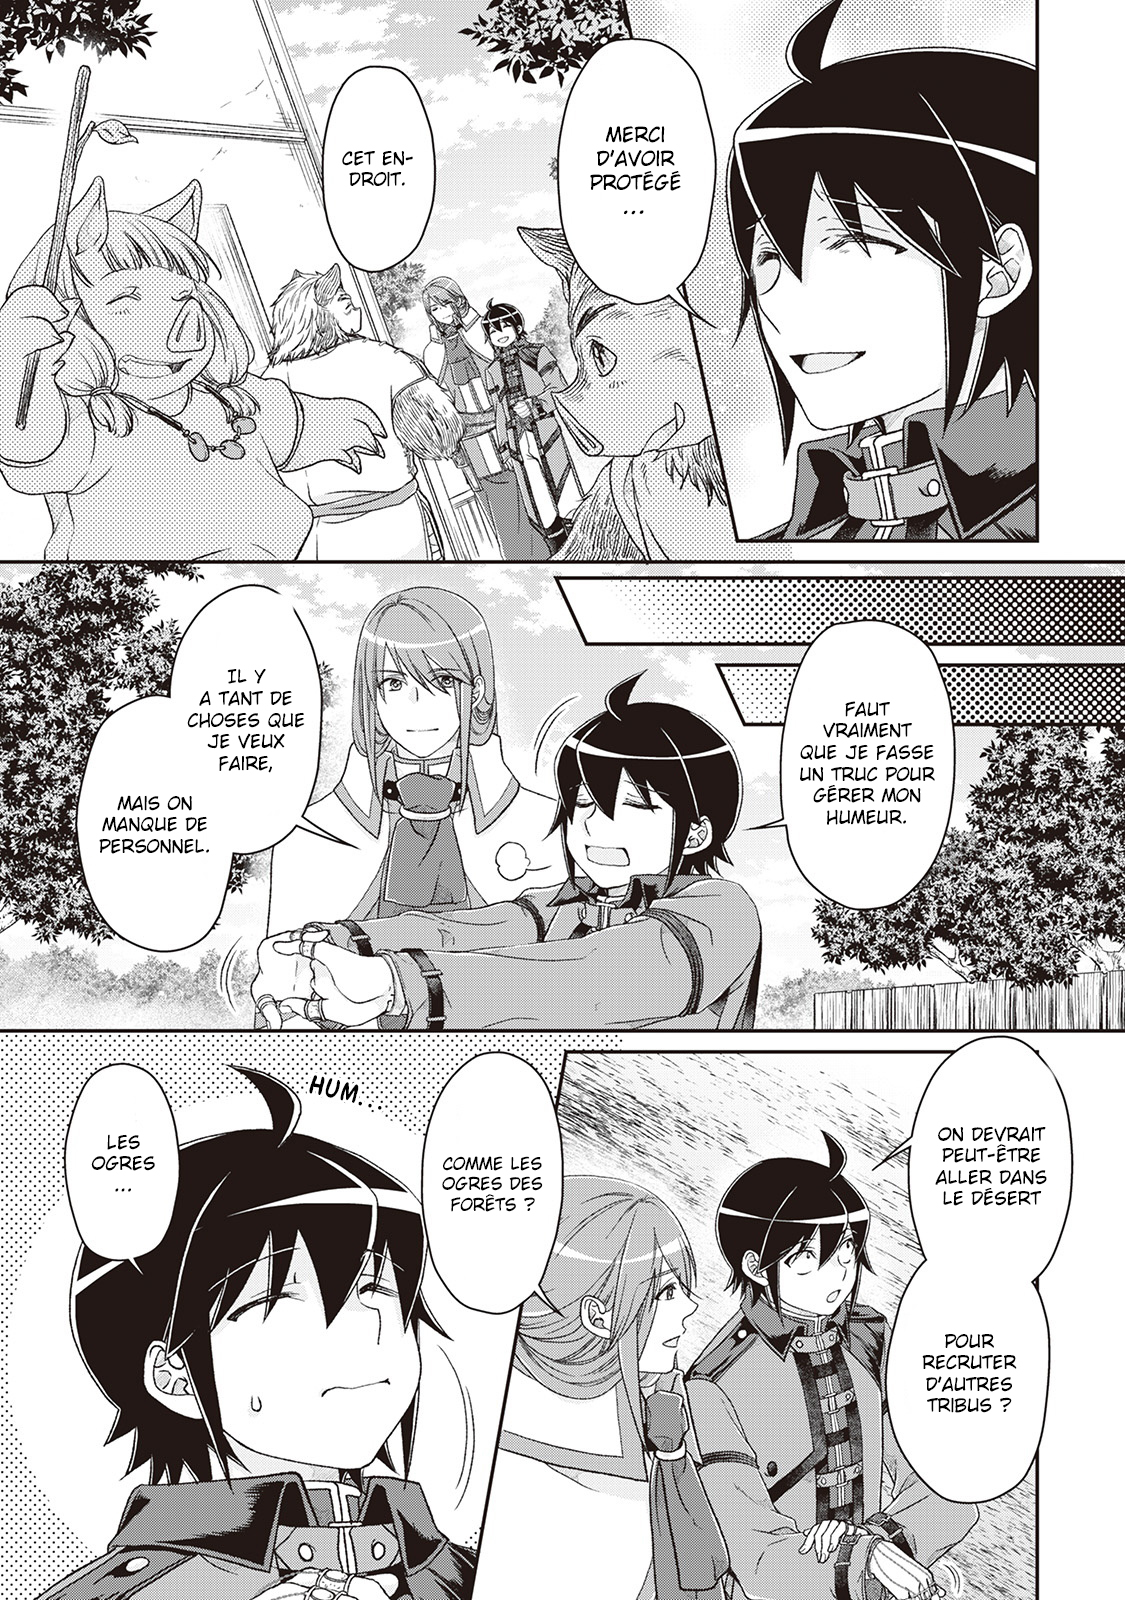 MERCI
D'AVOIR
PROTÉGÉ
...
CET EN-
DROIT.
FAUT
VRAIMENT
QUE JE FASSE
UN TRUC POUR
GÉRER MON
HUMEUR.
IL Y
A TANT DE
CHOSES QUE
JE VEUX
FAIRE,
MAIS ON
MANQUE DE
PERSONNEL.
ON DEVRAIT
PEUT-ÊTRE
ALLER DANS
LE DÉSERT
POUR
RECRUTER
D'AUTRES
TRIBUS ?
COMME LES
OGRES DES
FORÊTS ?
HUM...
LES
OGRES
...